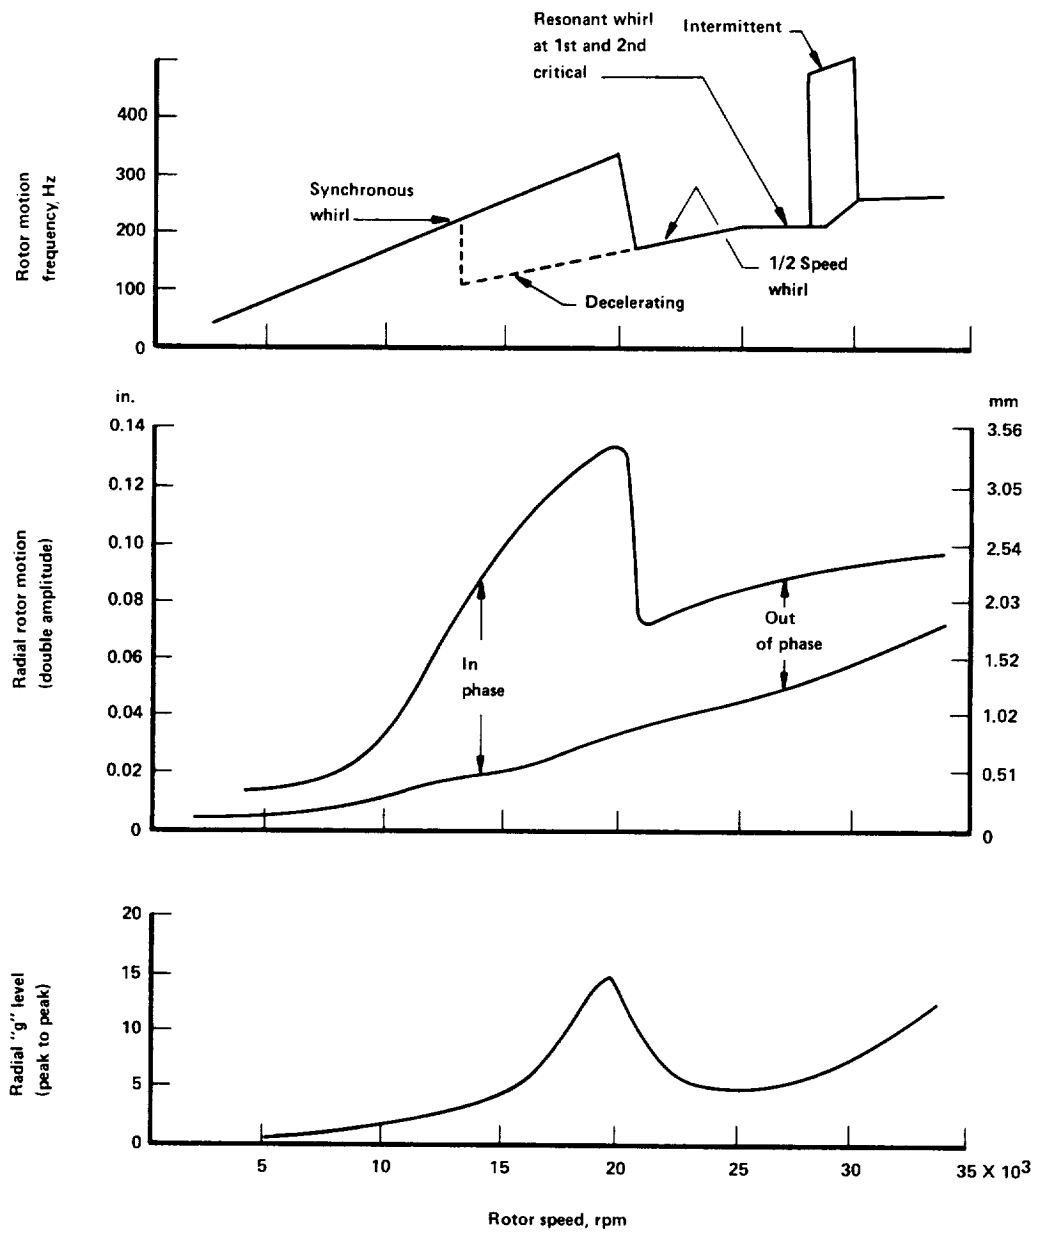 Resonant whirl
at 1st and 2nd
critical
Intermittent
Rotor motion
frequency, Hz
400
300
200
100
0
Synchronous
whirl
Decelerating
1/2 Speed
whirl
in.
mm
Radial rotor motion
(double amplitude)
0.14
0.12
0.10
0.08
0.06
0.04
0.02
0
3.56
3.05
2.54
2.03
1.52
1.02
0.51
0
In
phase
Out
of phase
Radial "g" level
(peak to peak)
20
15
10
5
0
5 10 15 20 25 30 35 X 10³
Rotor speed, rpm